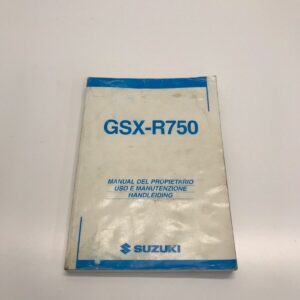 GSX-R750
MANUAL DEL PROPIETARIO
USO E MANUTENZIONE
HANDLEIDING
SUZUKI